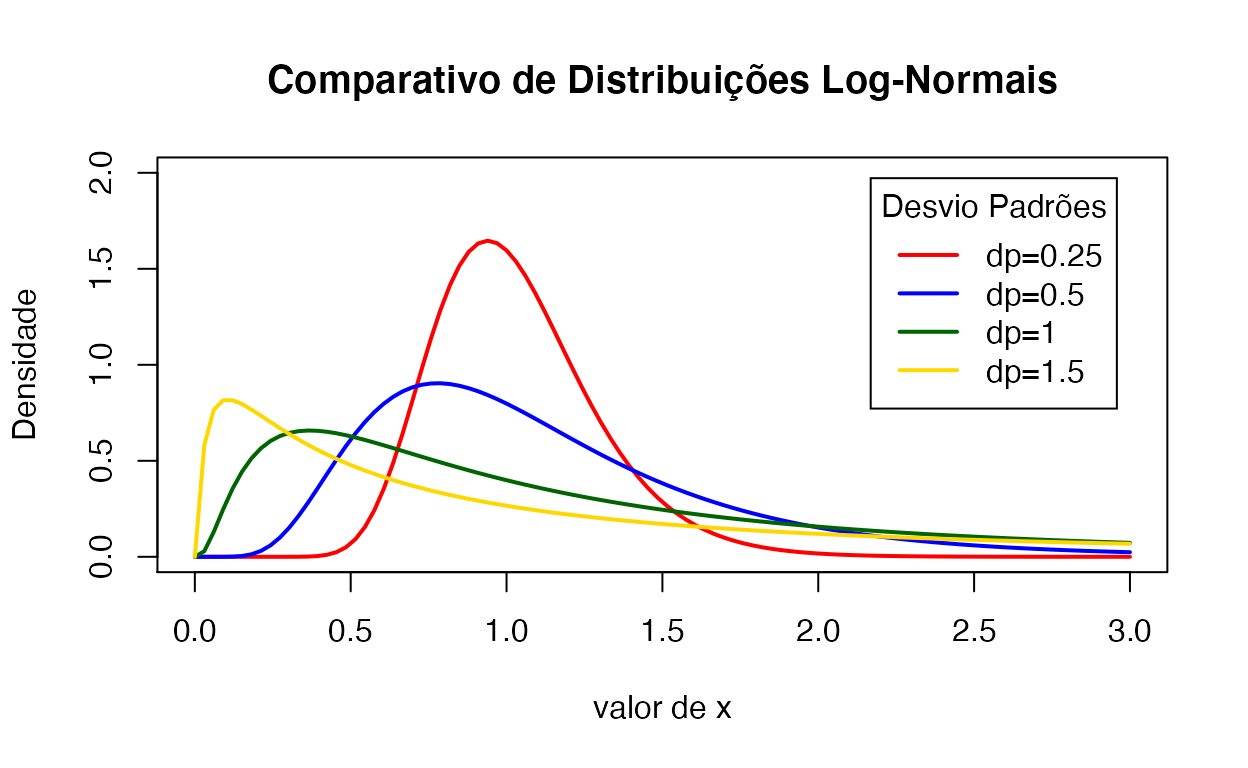 Comparativo de Distribuições Log-Normais
Densidade
2.0
1.5
1.0
0.5
0.0
Desvio Padrões
dp=0.25
dp=0.5
dp=1
dp=1.5
0.0 0.5 1.0 1.5 2.0 2.5 3.0
valor de x